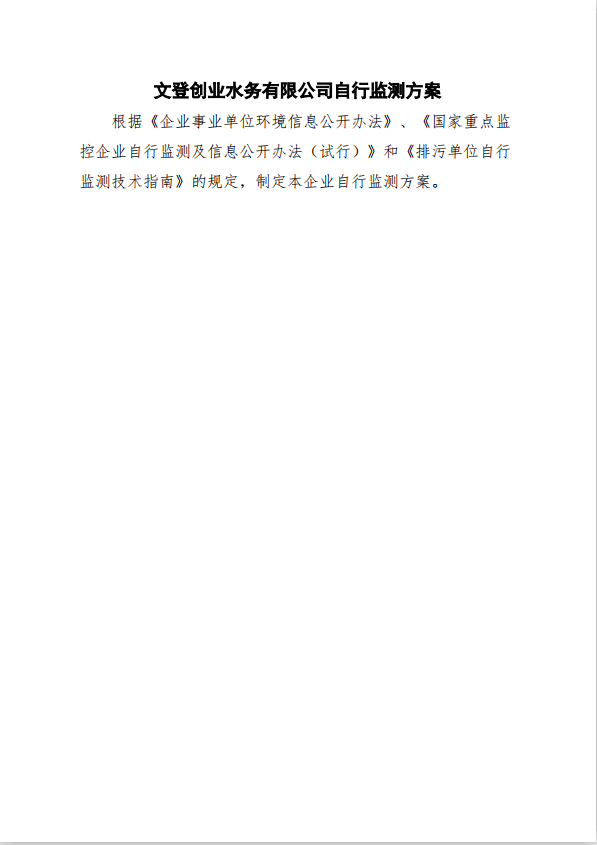 文登创业水务有限公司自行监测方案
根据《企业事业单位环境信息公开办法》、《国家重点监
控企业自行监测及信息公开办法（试行）》和《排污单位自行
监测技术指南》的规定，制定本企业自行监测方案。